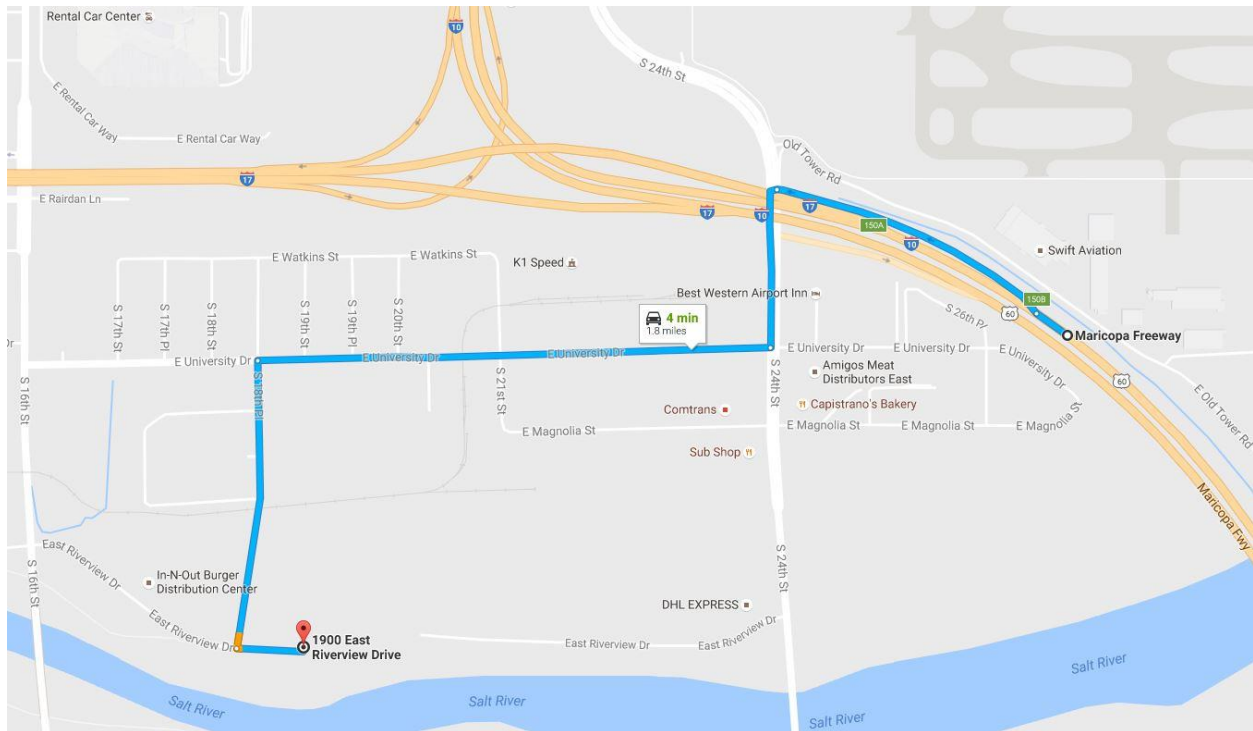 Rental Car Center
10
S 24th St
E Rental Car Way
E Rental Car Way
Old Tower Rd
17
E Rairdan Ln
17
10
17
150A
10
Swift Aviation
E Watkins St
E Watkins St
K1 Speed
Best Western Airport Inn
150B
S 26th Pl
60
S 17th St
S 17th Pl
S 18th St
S 19th St
S 19th Pl
S 20th St
4 min
1.8 miles
Maricopa Freeway
Dr
E University Dr
E University Dr
E University Dr
E University Dr
E University Dr
E University Dr
60
S 16th St
S 18th Pl
S 21st St
S 24th St
Amigos Meat
Distributors East
Comtrans
Capistrano's Bakery
E Magnolia St
E Magnolia St
E Magnolia St
E Magnolia St
E Old Tower Rd
Sub Shop
Maricopa Fwy
East Riverview Dr
S 16th St
S 24th St
In-N-Out Burger
Distribution Center
DHL EXPRESS
East Riverview Dr
1900 East
Riverview Drive
East Riverview Dr
East Riverview Dr
Salt River
Salt River
Salt River
Salt River